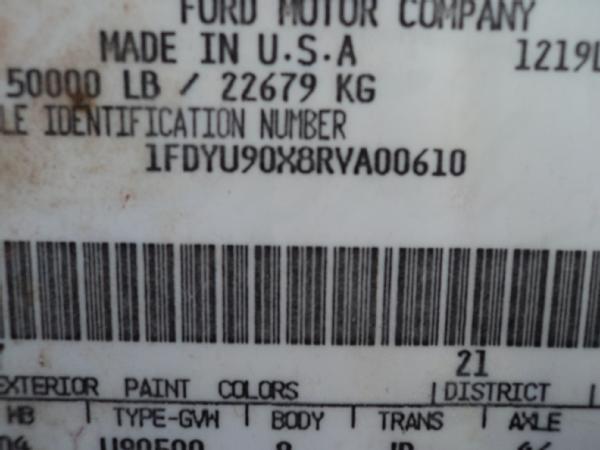 FORD MOTOR COMPANY
MADE IN U.S.A
50000 LB / 22679 KG
LE IDENTIFICATION NUMBER
1FDYU90X8RVA00610
21
EXTERIOR PAINT COLORS | DISTRICT |
WB | TYPE-GVW | BODY | TRANS | AXLE